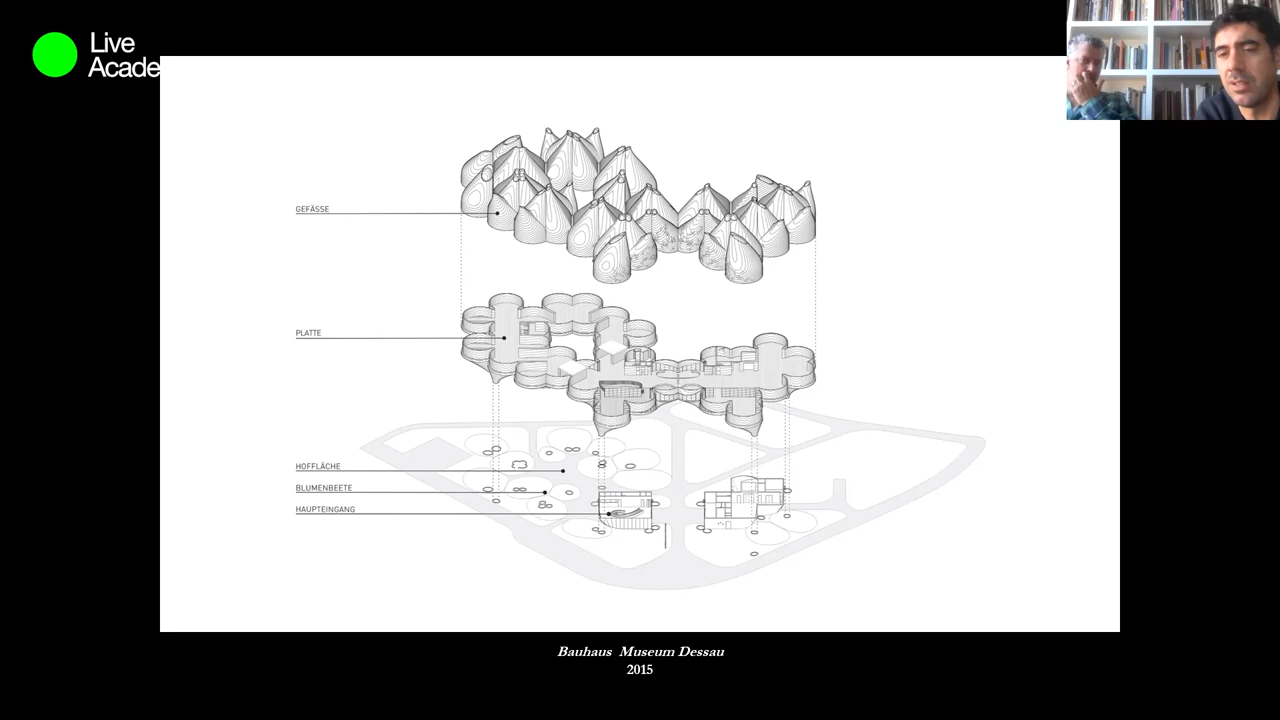 Live
Acade
GEFÄSSE
PLATTE
HOFFLÄCHE
BLUMENBEETE
HAUPTEINGANG
Bauhaus Museum Dessau
2015